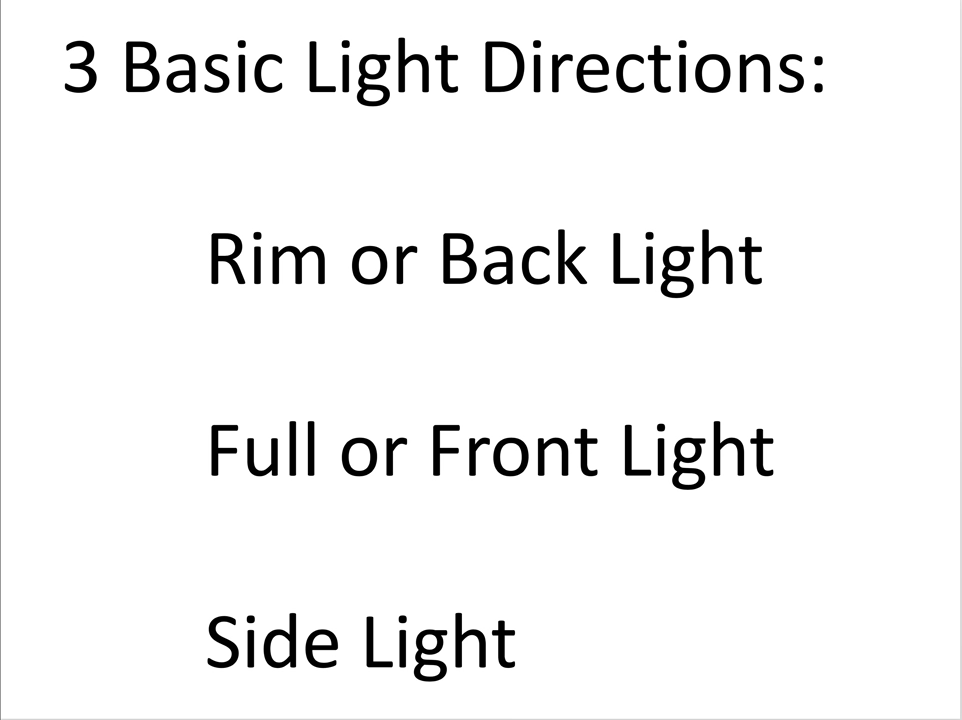 3 Basic Light Directions:
Rim or Back Light
Full or Front Light
Side Light